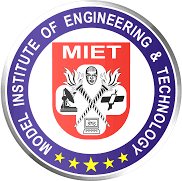 MODEL INSTITUTE OF ENGINEERING & TECHNOLOGY
MIET